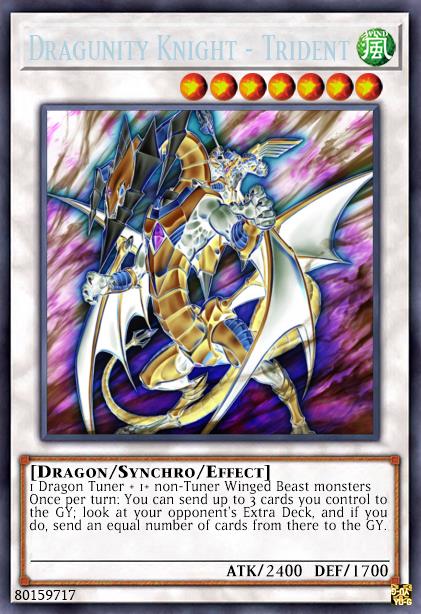 Dragunity Knight - Trident
WIND
風
[Dragon/Synchro/Effect]
1 Dragon Tuner + 1+ non-Tuner Winged Beast monsters
Once per turn: You can send up to 3 cards you control to
the GY; look at your opponent's Extra Deck, and if you
do, send an equal number of cards from there to the GY.
ATK/2400 DEF/1700
80159717